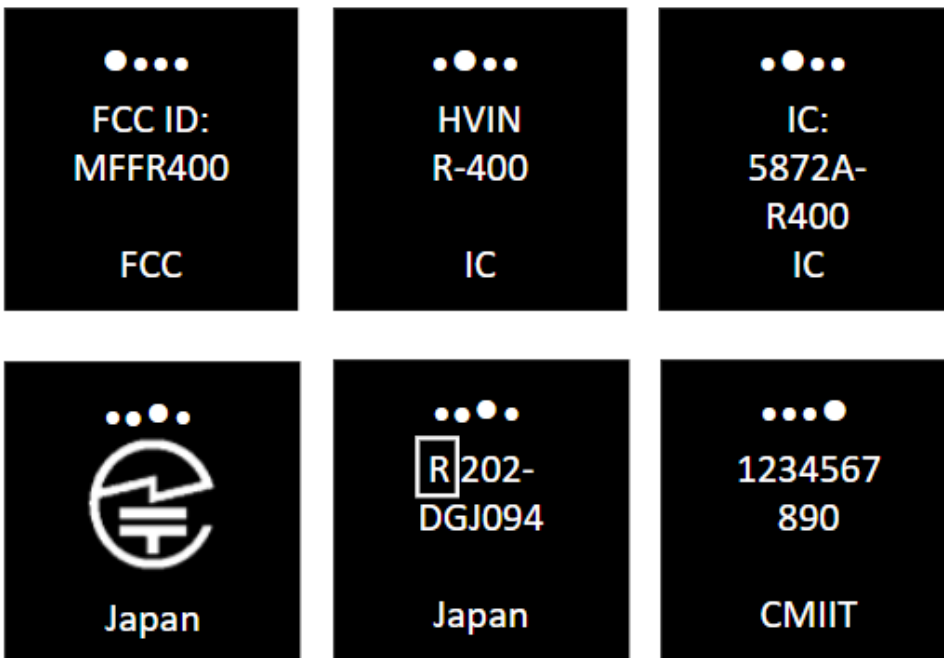 FCC ID:
MFFR400
FCC
HVIN
R-400
IC
IC:
5872A-
R400
IC
Japan
R 202-
DGJ094
Japan
1234567
890
CMIIT